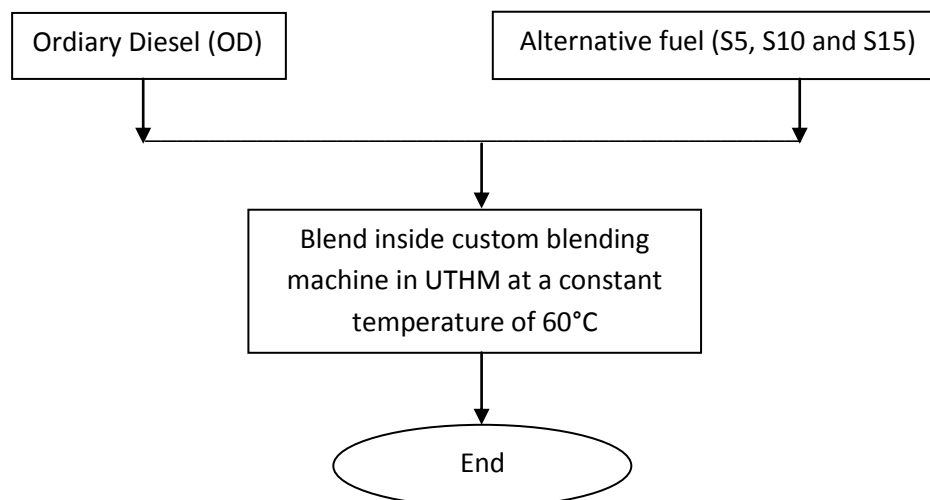 Ordiary Diesel (OD)
Alternative fuel (S5, S10 and S15)
Blend inside custom blending
machine in UTHM at a constant
temperature of 60°C
End